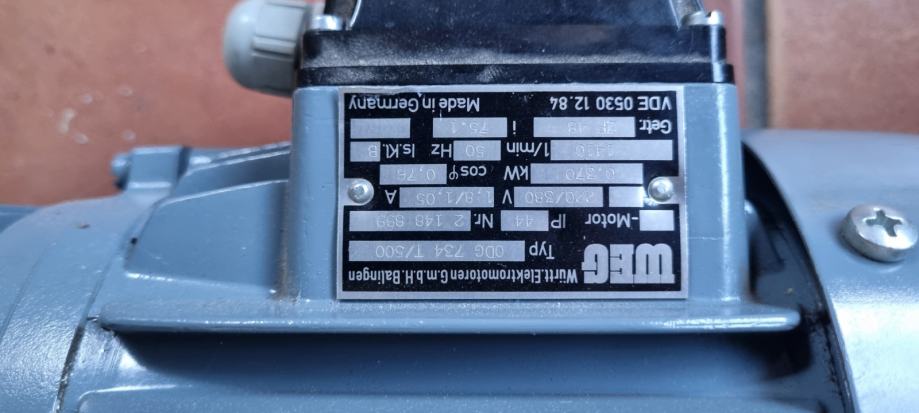 WEG Württ.Elektromotoren G.m.b.H.Balingen
Typ ODG 734 T/500
-Motor IP 44 Nr. 2 148 899
220/380 V 1,8/1,05 A
0,370 kW cosφ 0,76
1/min 50 Hz Is.Kl. B
Getr. i 75.1
VDE 0530 12.84 Made in Germany